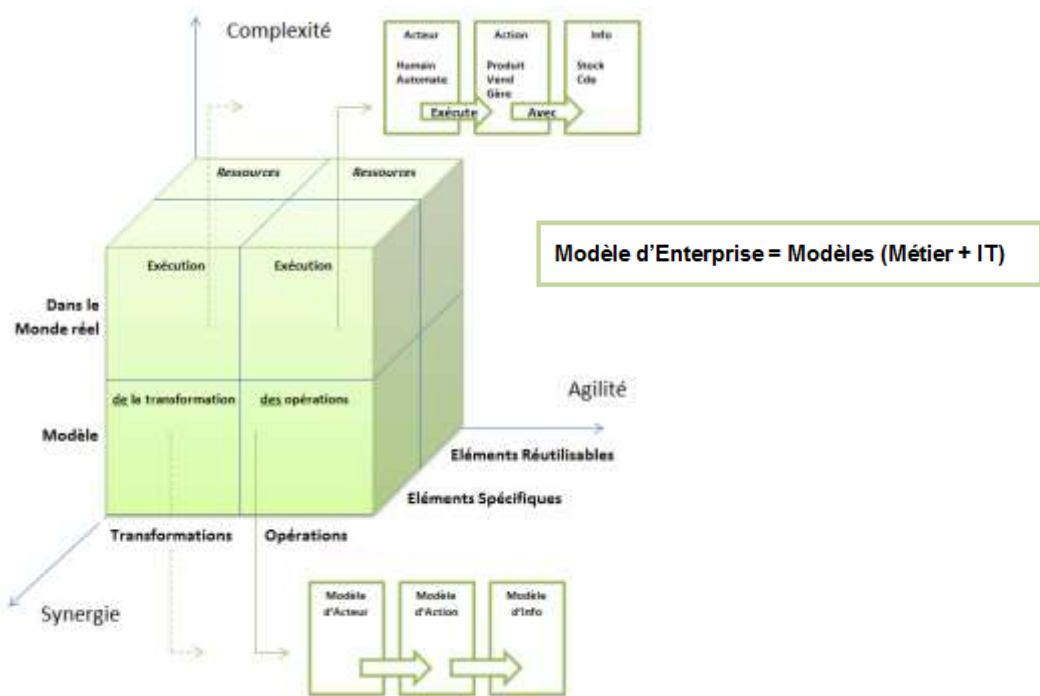 Complexité
Acteur
Humain
Automate
Exécute
Action
Produit
Vend
Gère
Avec
Info
Stock
Cde
Ressources
Ressources
Exécution
Exécution
Dans le
Monde réel
Modèle d'Enterprise = Modèles (Métier + IT)
de la transformation
des opérations
Modèle
Agilité
Eléments Réutilisables
Eléments Spécifiques
Transformations
Opérations
Synergie
Modèle
d'Acteur
Modèle
d'Action
Modèle
d'Info